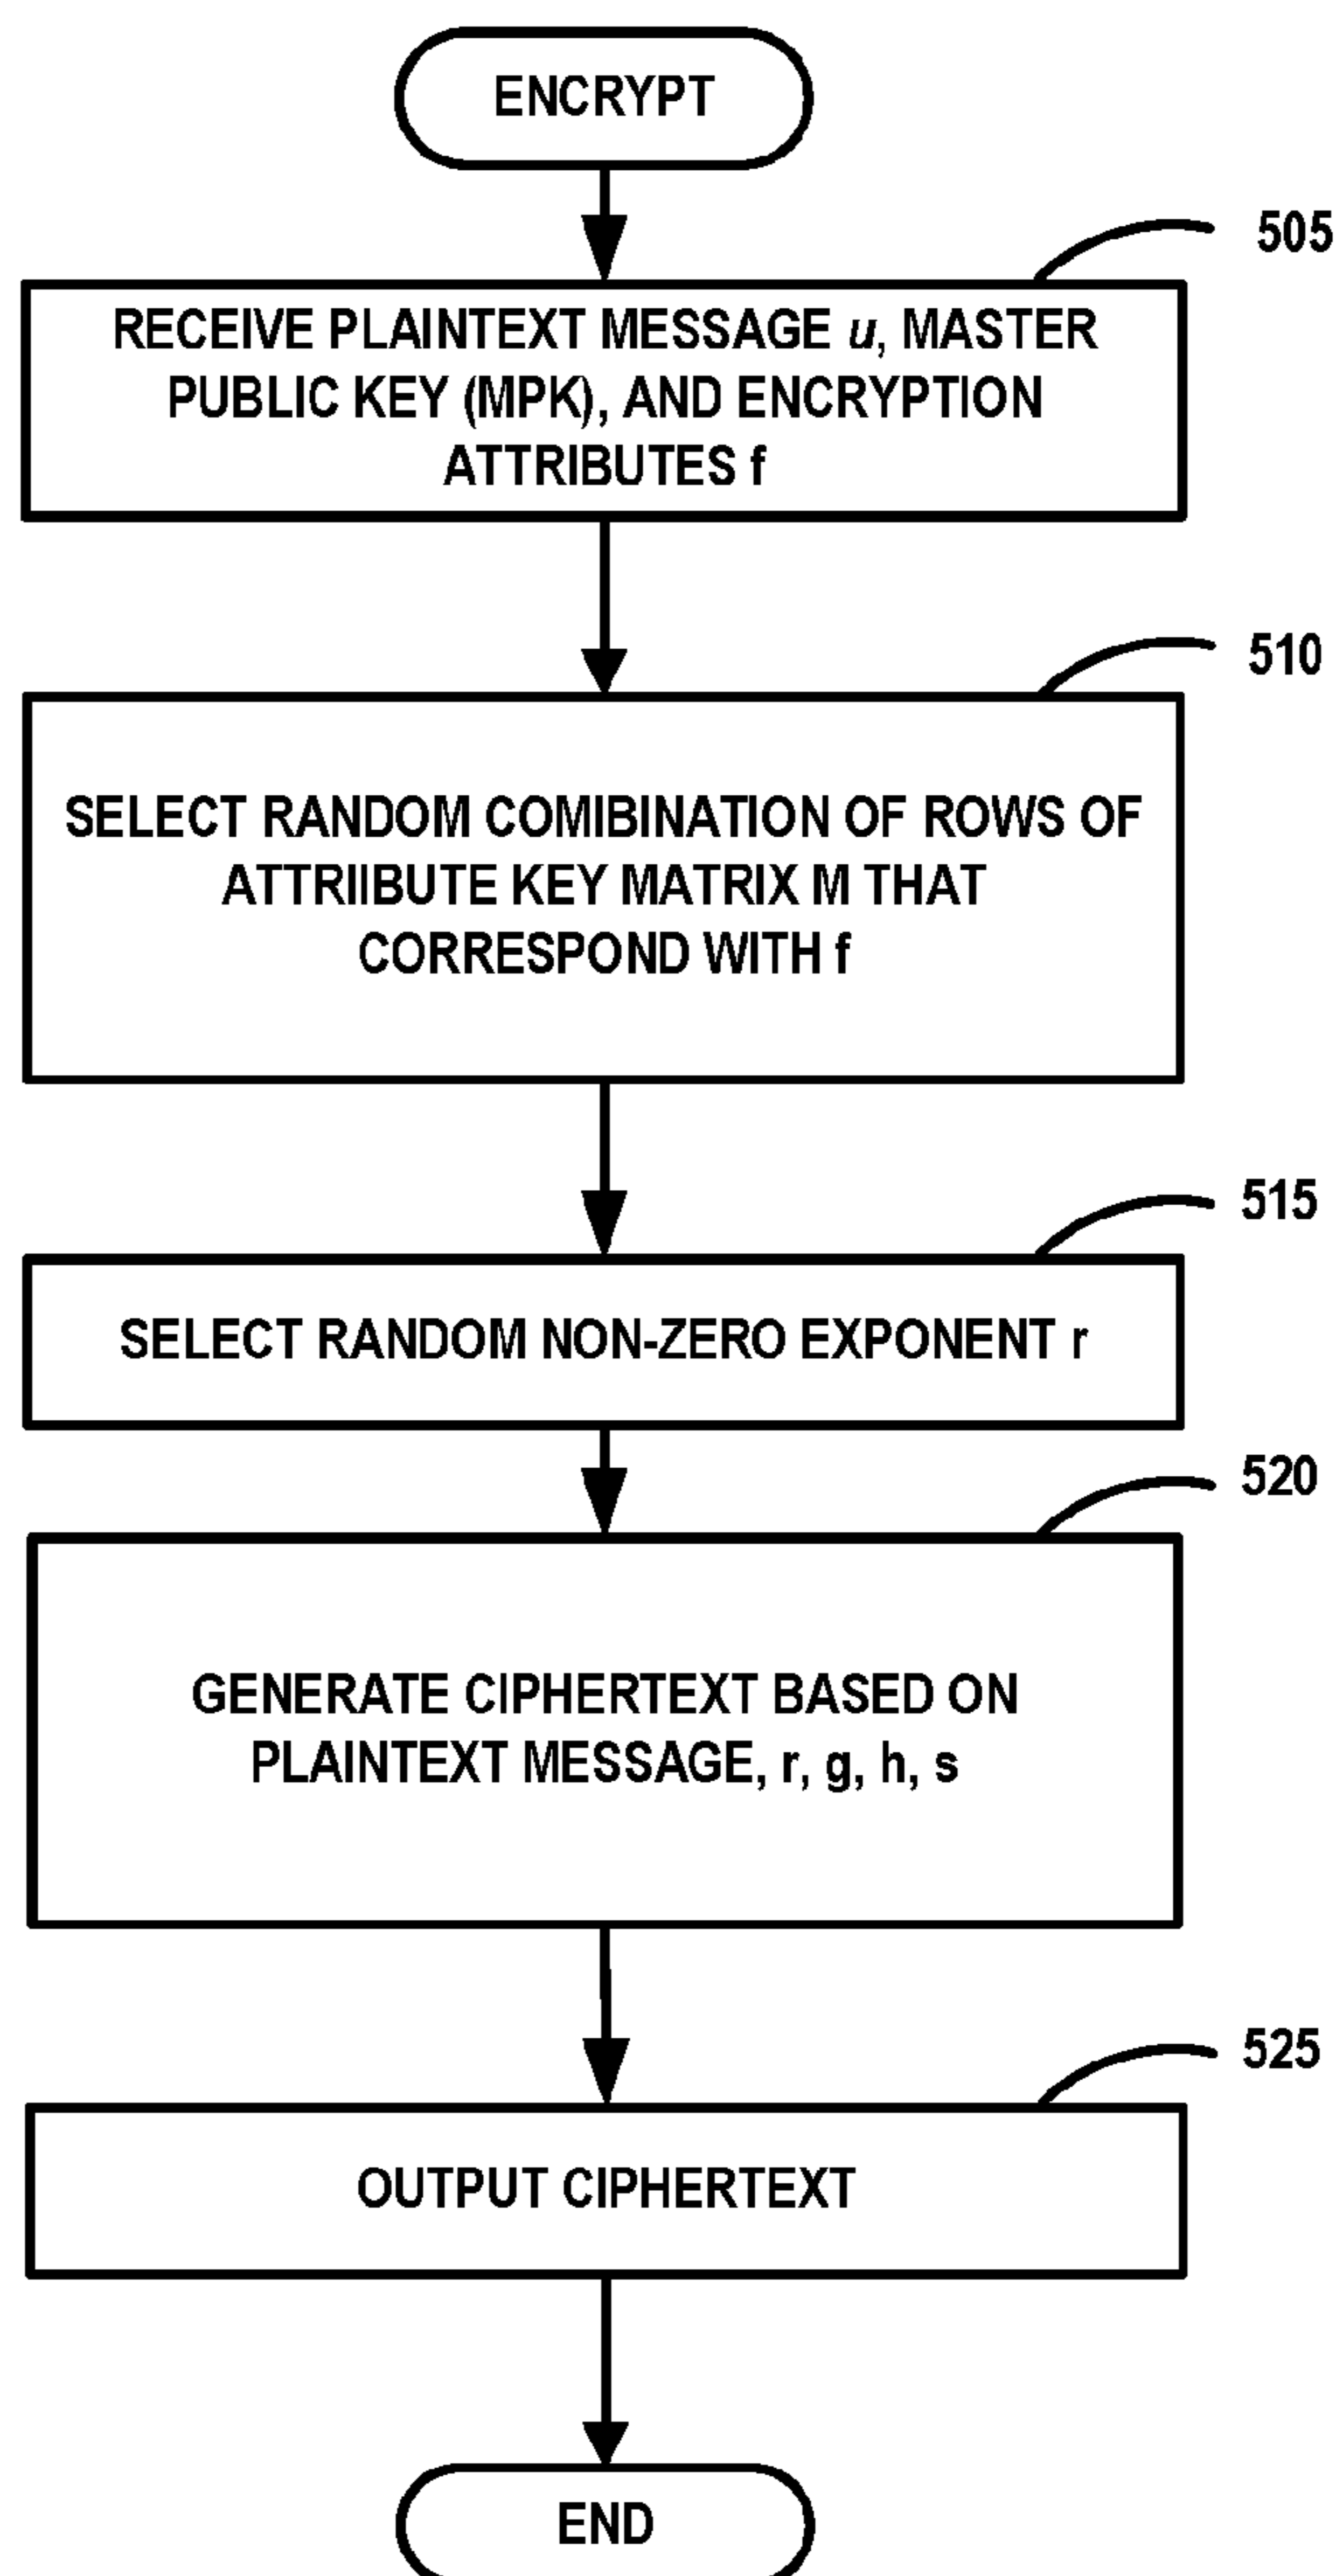 ENCRYPT
505
RECEIVE PLAINTEXT MESSAGE u, MASTER
PUBLIC KEY (MPK), AND ENCRYPTION
ATTRIBUTES f
510
SELECT RANDOM COMIBINATION OF ROWS OF
ATTRIIBUTE KEY MATRIX M THAT
CORRESPOND WITH f
515
SELECT RANDOM NON-ZERO EXPONENT r
520
GENERATE CIPHERTEXT BASED ON
PLAINTEXT MESSAGE, r, g, h, s
525
OUTPUT CIPHERTEXT
END